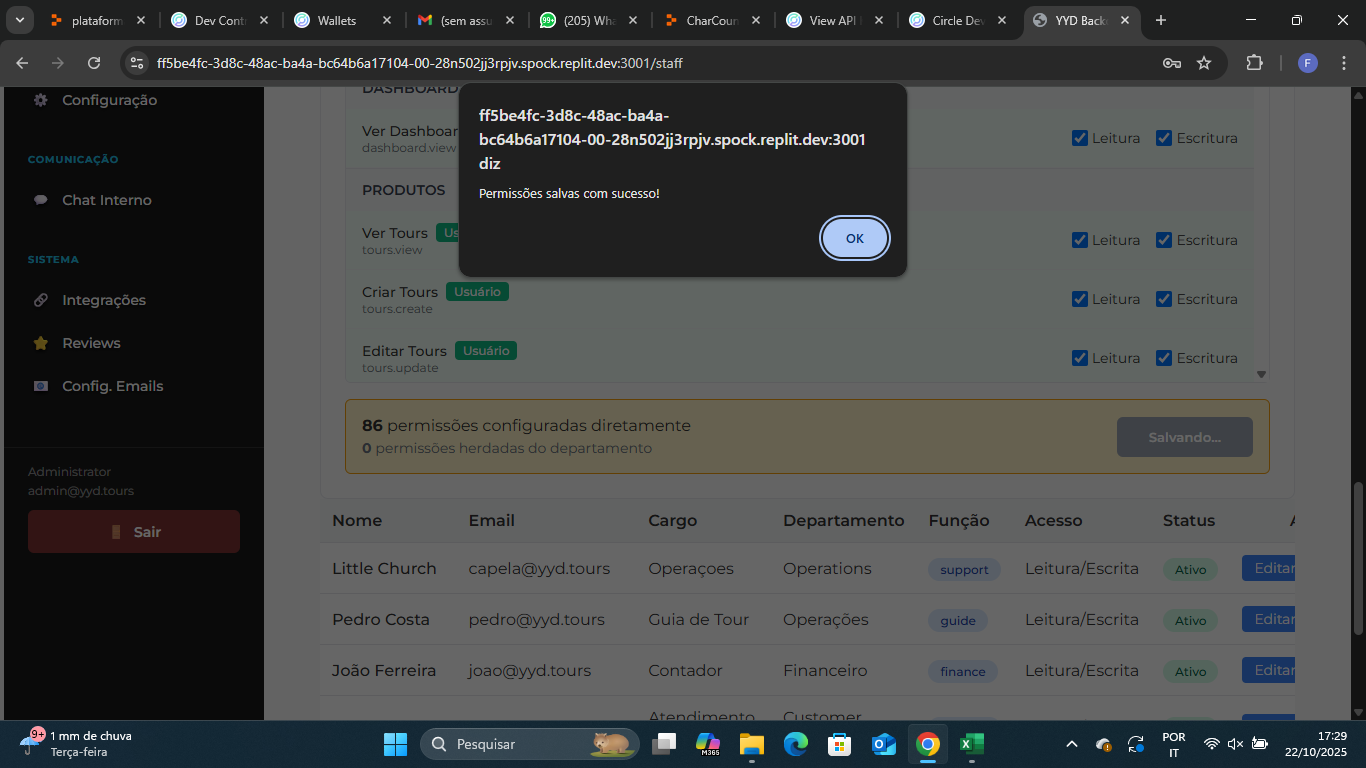 plataform
Dev Cont
Wallets
(sem assu
99+
(205) Wha
CharCoun
View API
Circle Dev
YYD Back
ff5be4fc-3d8c-48ac-ba4a-bc64b6a17104-00-28n502jj3rpjv.spock.replit.dev:3001/staff
F
Configuração
COMUNICAÇÃO
Chat Interno
SISTEMA
Integrações
Reviews
Config. Emails
Administrator
admin@yyd.tours
Sair
ff5be4fc-3d8c-48ac-ba4a-
bc64b6a17104-00-28n502jj3rpjv.spock.replit.dev:3001
diz
Permissões salvas com sucesso!
OK
DASHBOARD
Ver Dashboar
dashboard.view
Leitura Escritura
PRODUTOS
Ver Tours Us
tours.view
Leitura Escritura
Criar Tours Usuário
tours.create
Leitura Escritura
Editar Tours Usuário
tours.update
Leitura Escritura
86 permissões configuradas diretamente
0 permissões herdadas do departamento
Salvando...
Nome Email Cargo Departamento Função Acesso Status A
Little Church capela@yyd.tours Operaçoes Operations support Leitura/Escrita Ativo Editar
Pedro Costa pedro@yyd.tours Guia de Tour Operações guide Leitura/Escrita Ativo Editar
João Ferreira joao@yyd.tours Contador Financeiro finance Leitura/Escrita Ativo Editar
Atendimento Customer
9+
1 mm de chuva
Terça-feira
Pesquisar
M365
POR
IT
17:29
22/10/2025